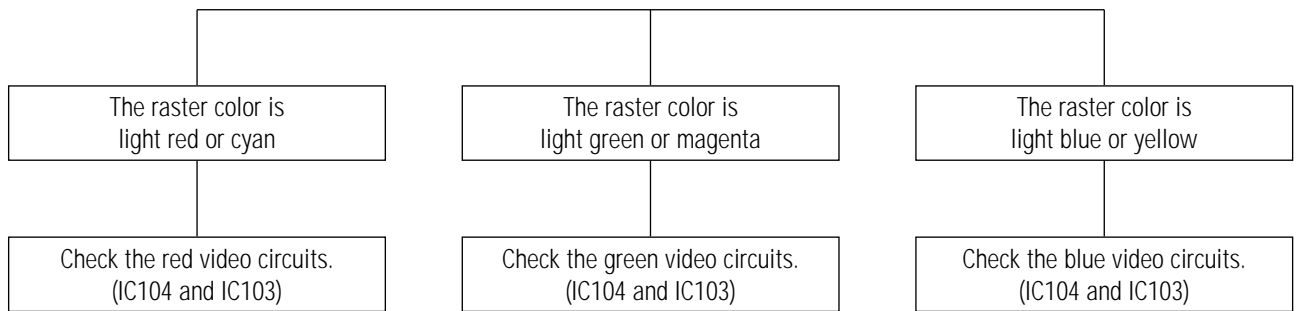 The raster color is
light red or cyan
The raster color is
light green or magenta
The raster color is
light blue or yellow
Check the red video circuits.
(IC104 and IC103)
Check the green video circuits.
(IC104 and IC103)
Check the blue video circuits.
(IC104 and IC103)